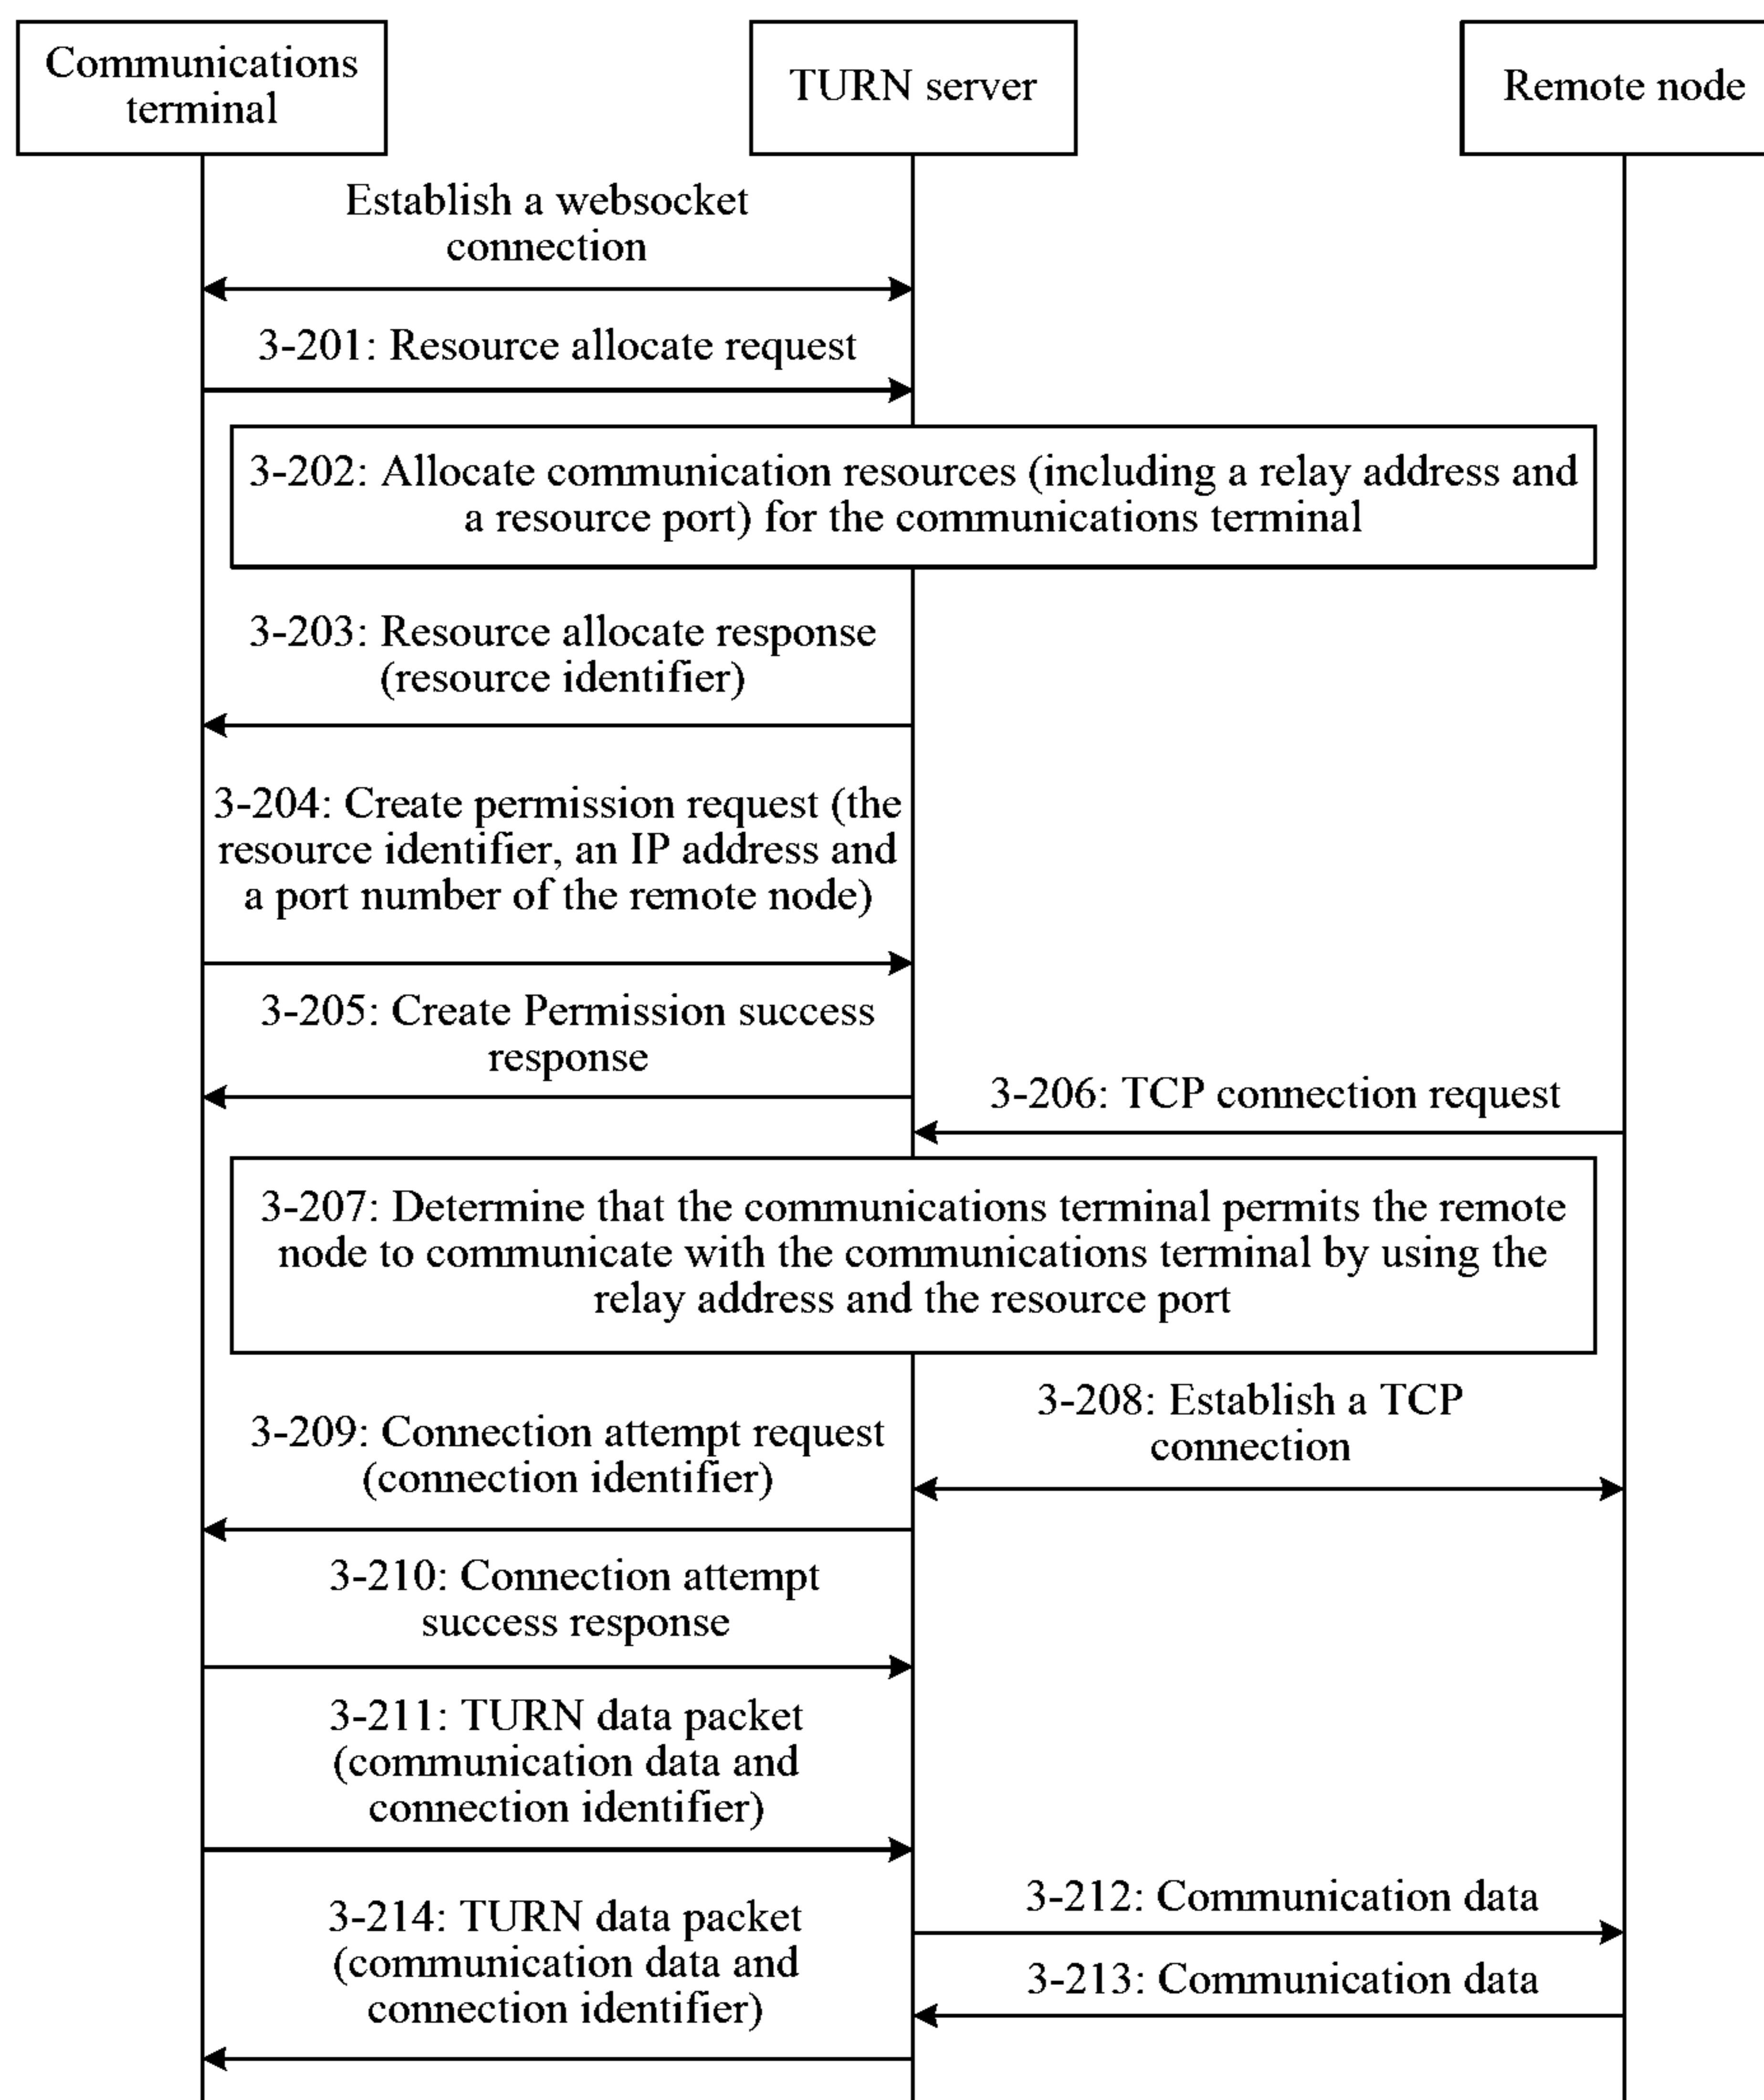 Communications
terminal
TURN server
Remote node
Establish a websocket
connection
3-201: Resource allocate request
3-202: Allocate communication resources (including a relay address and
a resource port) for the communications terminal
3-203: Resource allocate response
(resource identifier)
3-204: Create permission request (the
resource identifier, an IP address and
a port number of the remote node)
3-205: Create Permission success
response
3-206: TCP connection request
3-207: Determine that the communications terminal permits the remote
node to communicate with the communications terminal by using the
relay address and the resource port
3-208: Establish a TCP
connection
3-209: Connection attempt request
(connection identifier)
3-210: Connection attempt
success response
3-211: TURN data packet
(communication data and
connection identifier)
3-212: Communication data
3-213: Communication data
3-214: TURN data packet
(communication data and
connection identifier)